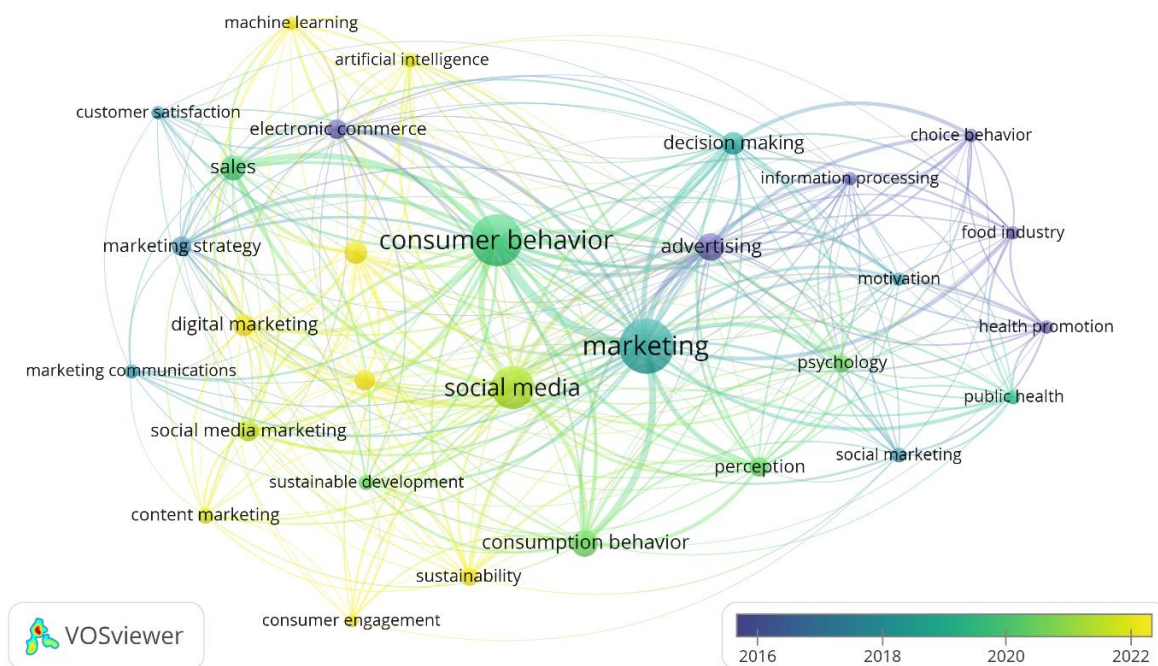 machine learning
artificial intelligence
customer satisfaction
electronic commerce
decision making
choice behavior
sales
information processing
consumer behavior
marketing strategy
advertising
food industry
motivation
digital marketing
health promotion
marketing
marketing communications
psychology
social media
public health
social media marketing
social marketing
perception
sustainable development
content marketing
consumption behavior
sustainability
consumer engagement
VOSviewer
2016 2018 2020 2022